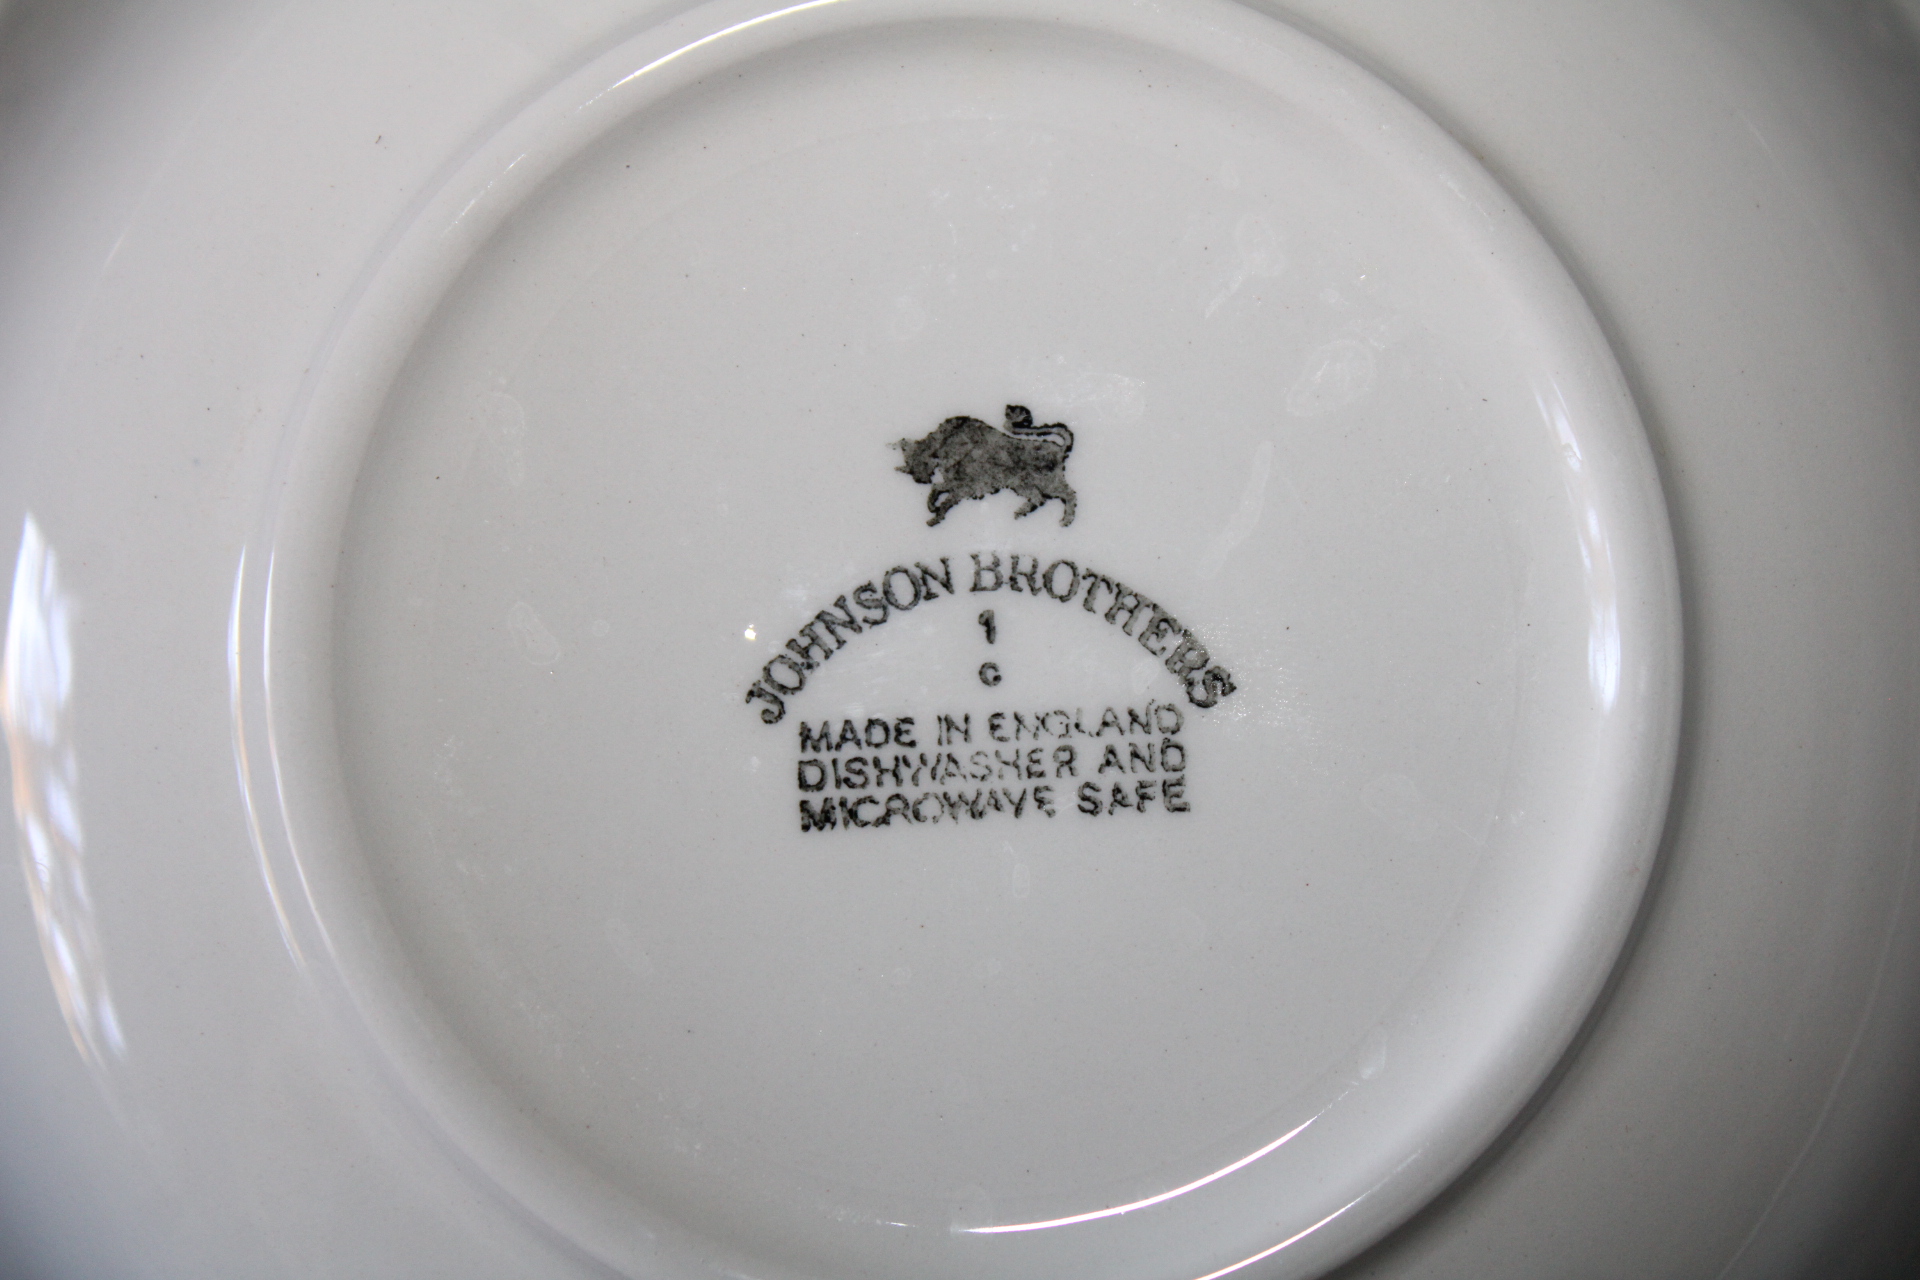 JOHNSON BROTHERS
1
C
MADE IN ENGLAND
DISHWASHER AND
MICROWAVE SAFE